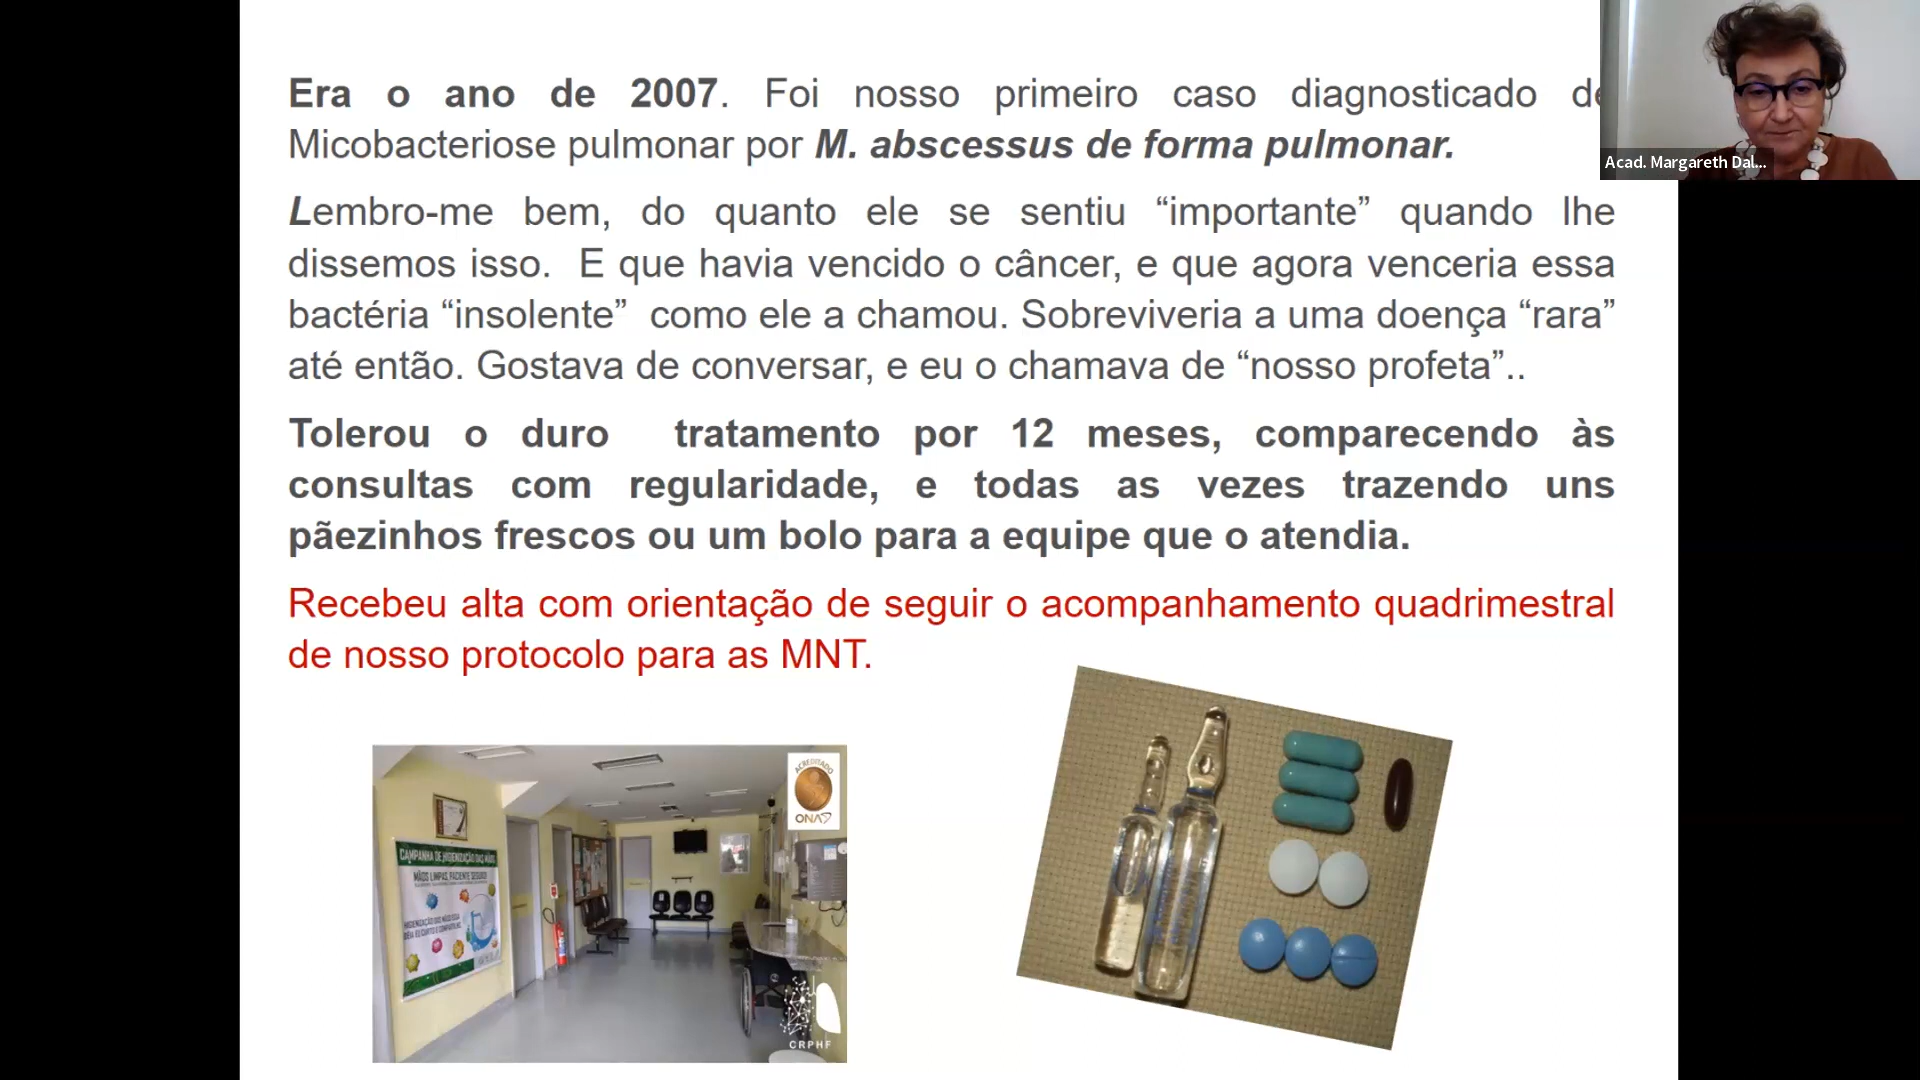 Era o ano de 2007. Foi nosso primeiro caso diagnosticado de
Micobacteriose pulmonar por M. abscessus de forma pulmonar.
Lembro-me bem, do quanto ele se sentiu “importante” quando lhe
dissemos isso.  E que havia vencido o câncer, e que agora venceria essa
bactéria “insolente”  como ele a chamou. Sobreviveria a uma doença “rara”
até então. Gostava de conversar, e eu o chamava de “nosso profeta”..
Tolerou o duro  tratamento por 12 meses, comparecendo às
consultas com regularidade, e todas as vezes trazendo uns
pãezinhos frescos ou um bolo para a equipe que o atendia.
Recebeu alta com orientação de seguir o acompanhamento quadrimestral
de nosso protocolo para as MNT.
Acad. Margareth Dal...
ACREDITADO
ONA
CAMPANHA DE HIGIENIZAÇÃO DAS MÃOS
MÃOS LIMPAS, PACIENTE SEGURO!
CRPHF